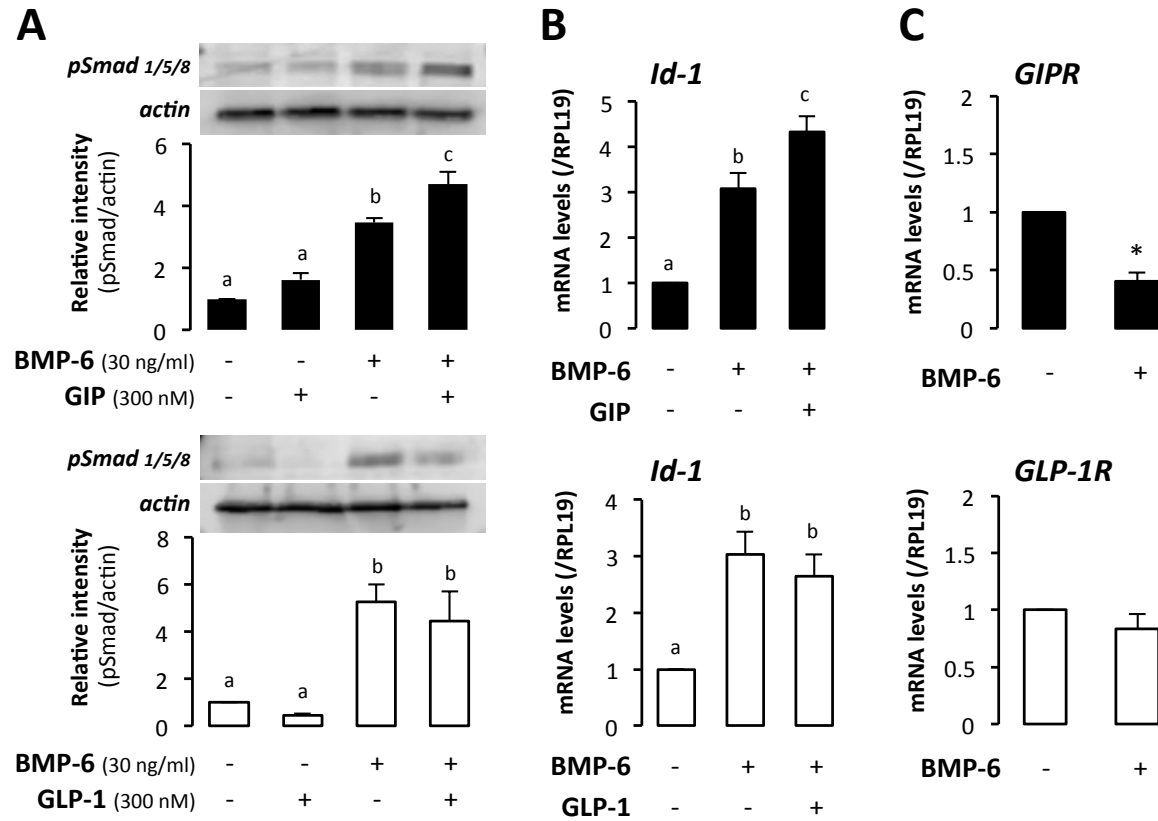 A
pSmad 1/5/8
actin
Relative intensity
(pSmad/actin)
6
4
2
0
a
a
b
c
BMP-6 (30 ng/ml) - - + +
GIP (300 nM) - + - +
pSmad 1/5/8
actin
Relative intensity
(pSmad/actin)
8
6
4
2
0
a
a
b
b
BMP-6 (30 ng/ml) - - + +
GLP-1 (300 nM) - + - +
B
Id-1
mRNA levels (/RPL19)
5
4
3
2
1
0
a
b
c
BMP-6 - + +
GIP - - +
Id-1
mRNA levels (/RPL19)
4
3
2
1
0
a
b
b
BMP-6 - + +
GLP-1 - - +
C
GIPR
mRNA levels (/RPL19)
2
1.5
1
0.5
0
*
BMP-6 - +
GLP-1R
mRNA levels (/RPL19)
2
1.5
1
0.5
0
BMP-6 - +